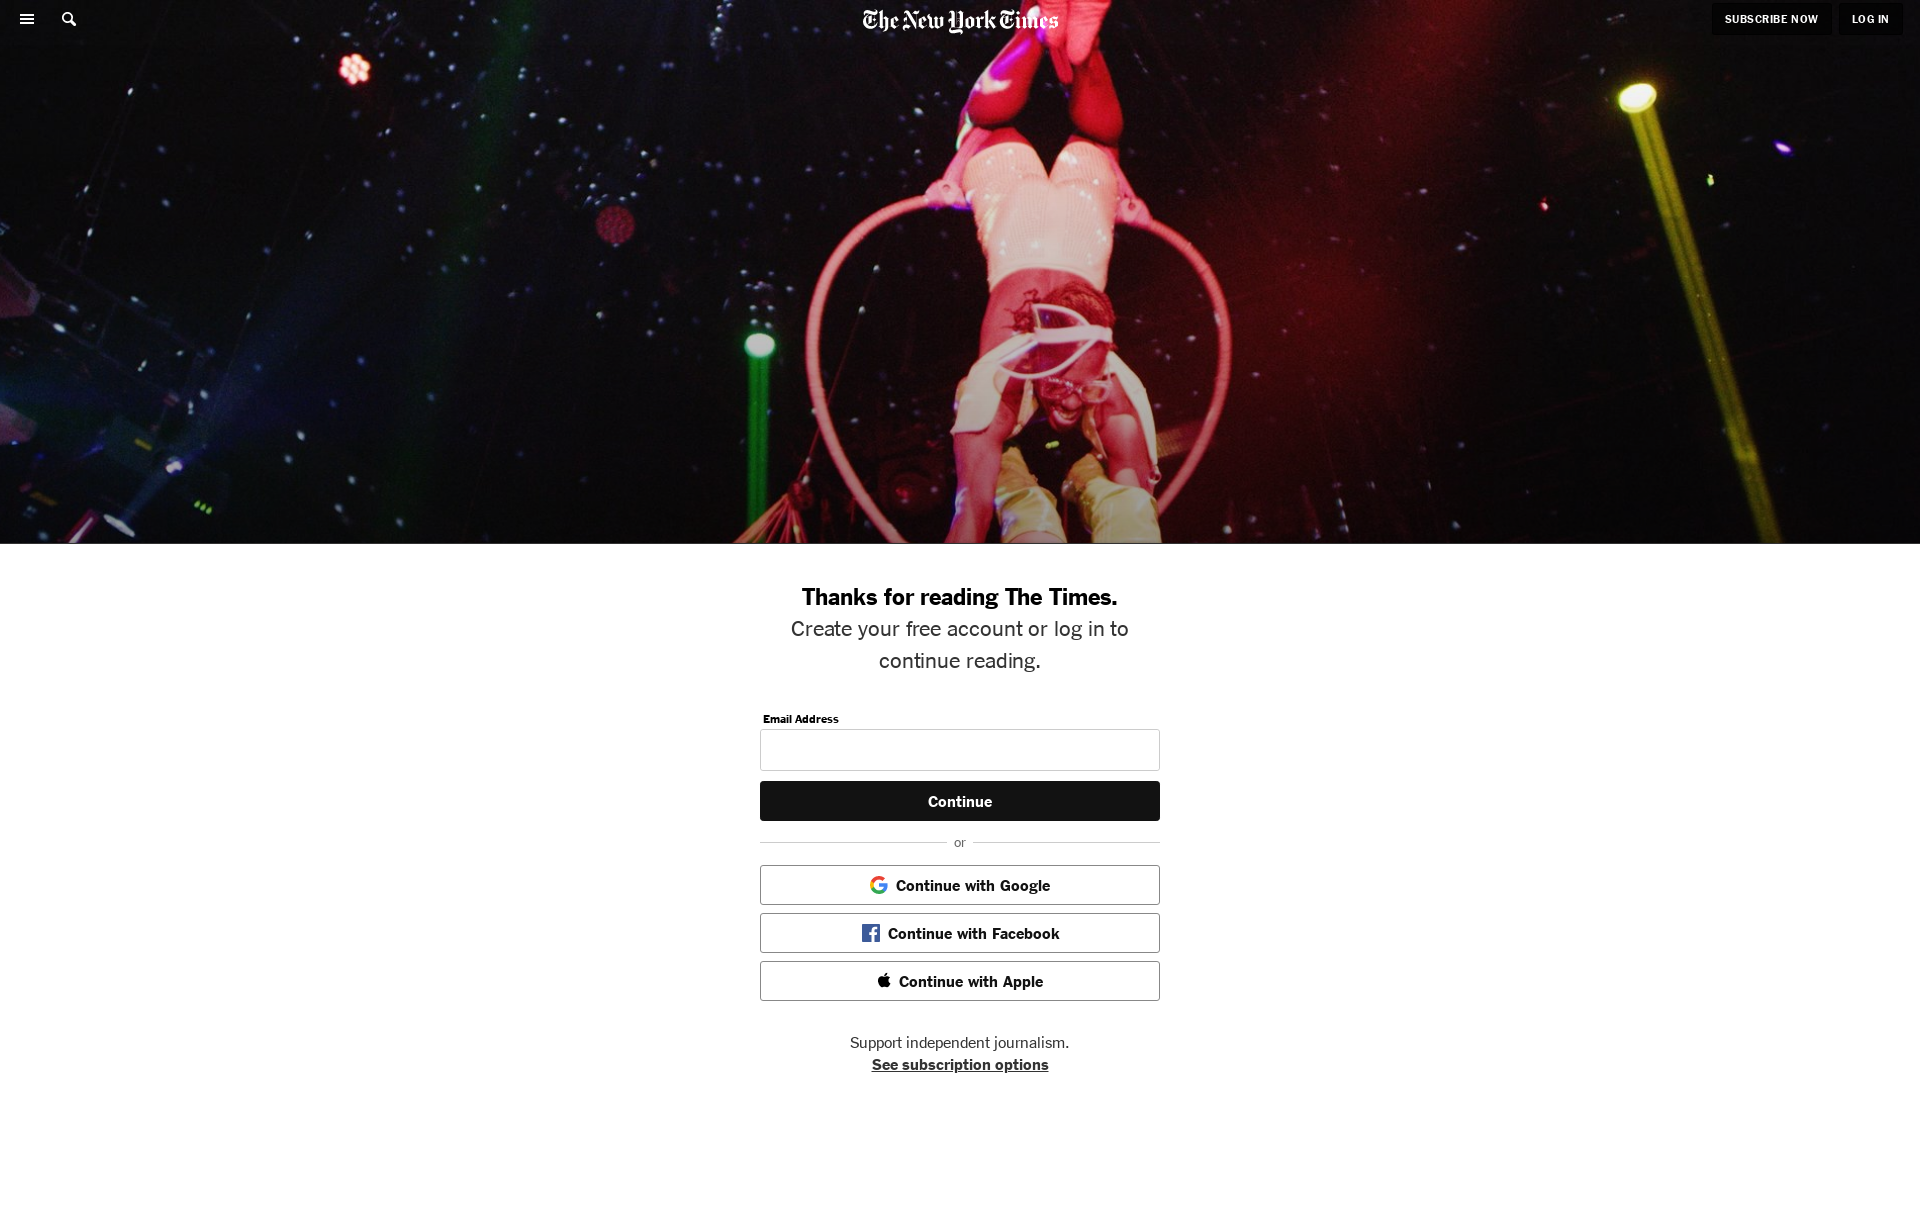 The New York Times
SUBSCRIBE NOW
LOG IN
Thanks for reading The Times.
Create your free account or log in to
continue reading.
Email Address
Continue
or
Continue with Google
Continue with Facebook
Continue with Apple
Support independent journalism.
See subscription options